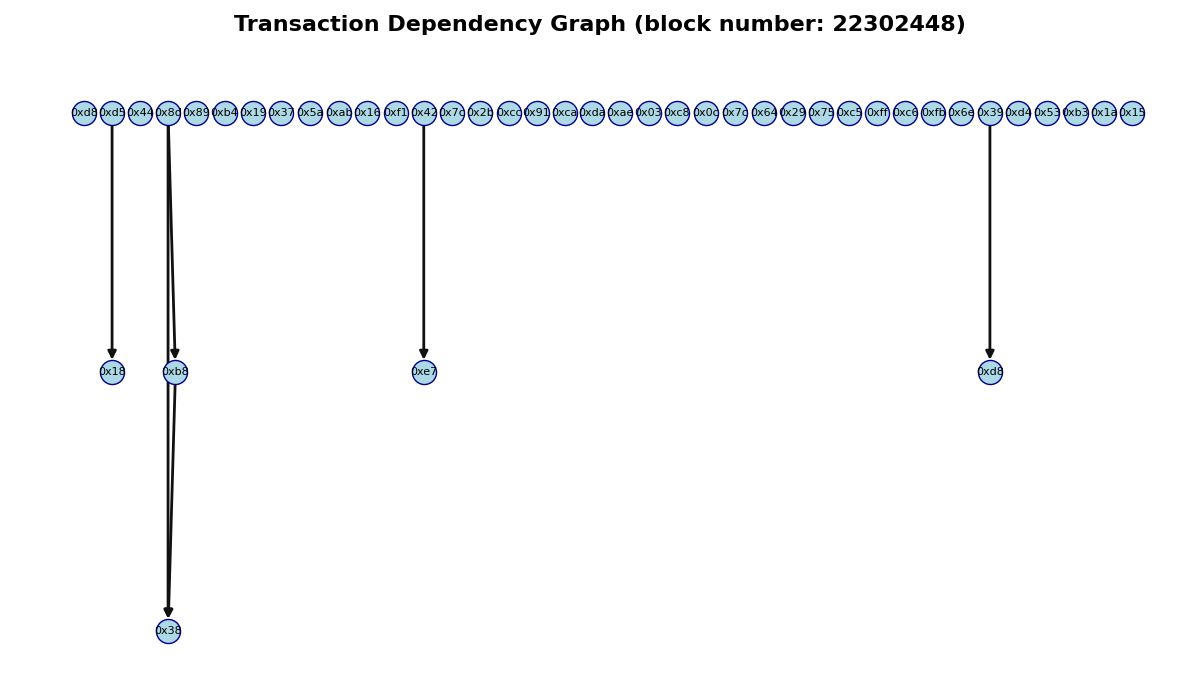 Transaction Dependency Graph (block number: 22302448)
0xd8 0xd5 0x44 0x8d 0x89 0xb4 0x19 0x37 0x5a 0xab 0x16 0xf1 0x42 0x7c 0x2b 0xcc 0x91 0xca 0xda 0xae 0x03 0xc8 0x0c 0x7c 0x64 0x29 0x75 0xc5 0xff 0xc6 0xfb 0x6e 0x39 0xd4 0x53 0xb3 0x1a 0x15
0x18 0xb8 0xe7 0xd8
0x38